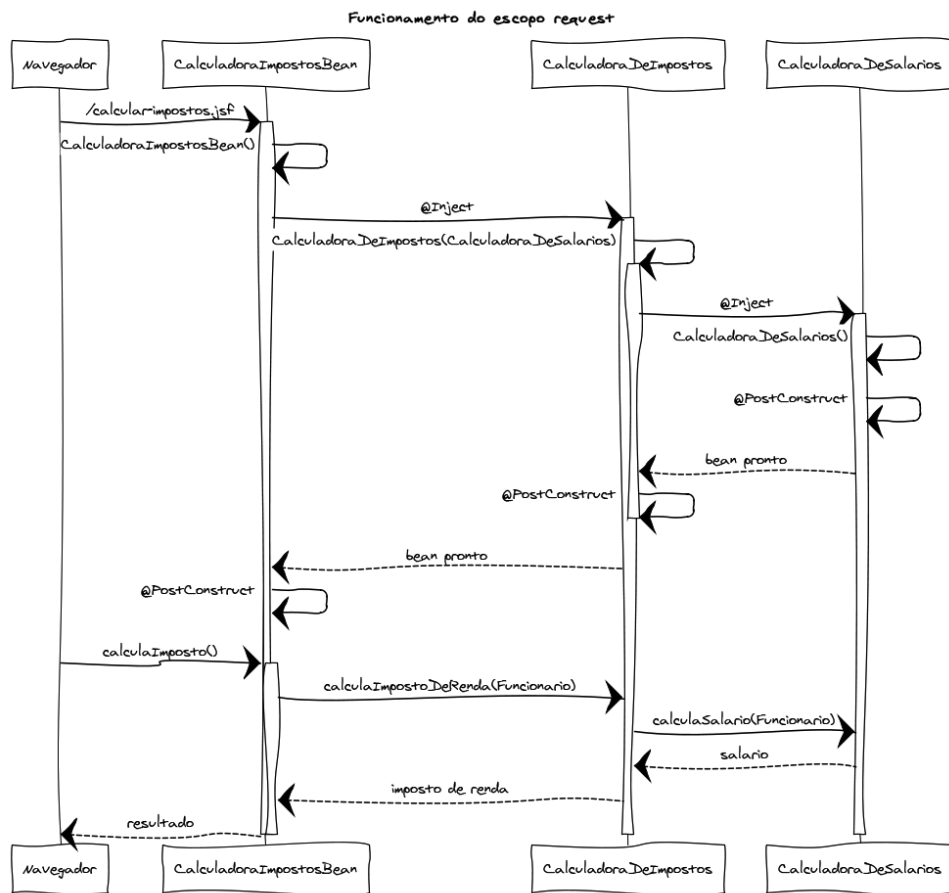 Funcionamento do escopo request
Navegador
CalculadoraImpostosBean
CalculadoraDeImpostos
CalculadoraDeSalarios
/calcular-impostos.jsf
CalculadoraImpostosBean()
@Inject
CalculadoraDeImpostos(CalculadoraDeSalarios)
@Inject
CalculadoraDeSalarios()
@PostConstruct
bean pronto
@PostConstruct
bean pronto
@PostConstruct
calculaImposto()
calculaImpostoDeRenda(Funcionario)
calculaSalario(Funcionario)
salario
imposto de renda
resultado
Navegador
CalculadoraImpostosBean
CalculadoraDeImpostos
CalculadoraDeSalarios